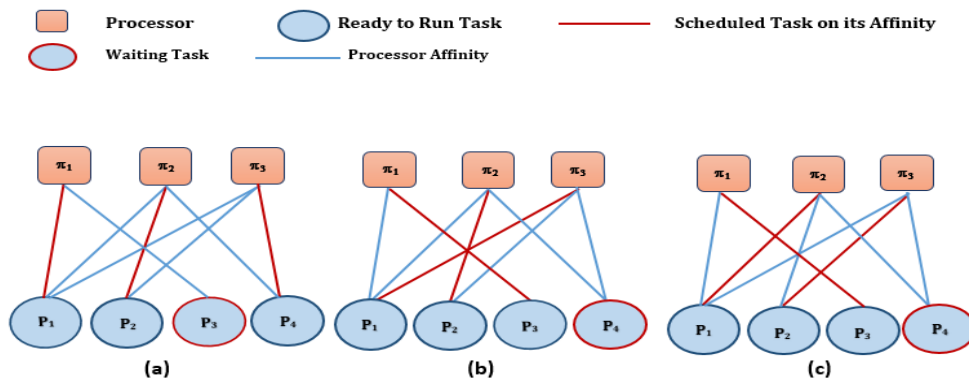 Processor
Ready to Run Task
Scheduled Task on its Affinity
Waiting Task
Processor Affinity
π₁ π₂ π₃
P₁ P₂ P₃ P₄
(a)
π₁ π₂ π₃
P₁ P₂ P₃ P₄
(b)
π₁ π₂ π₃
P₁ P₂ P₃ P₄
(c)